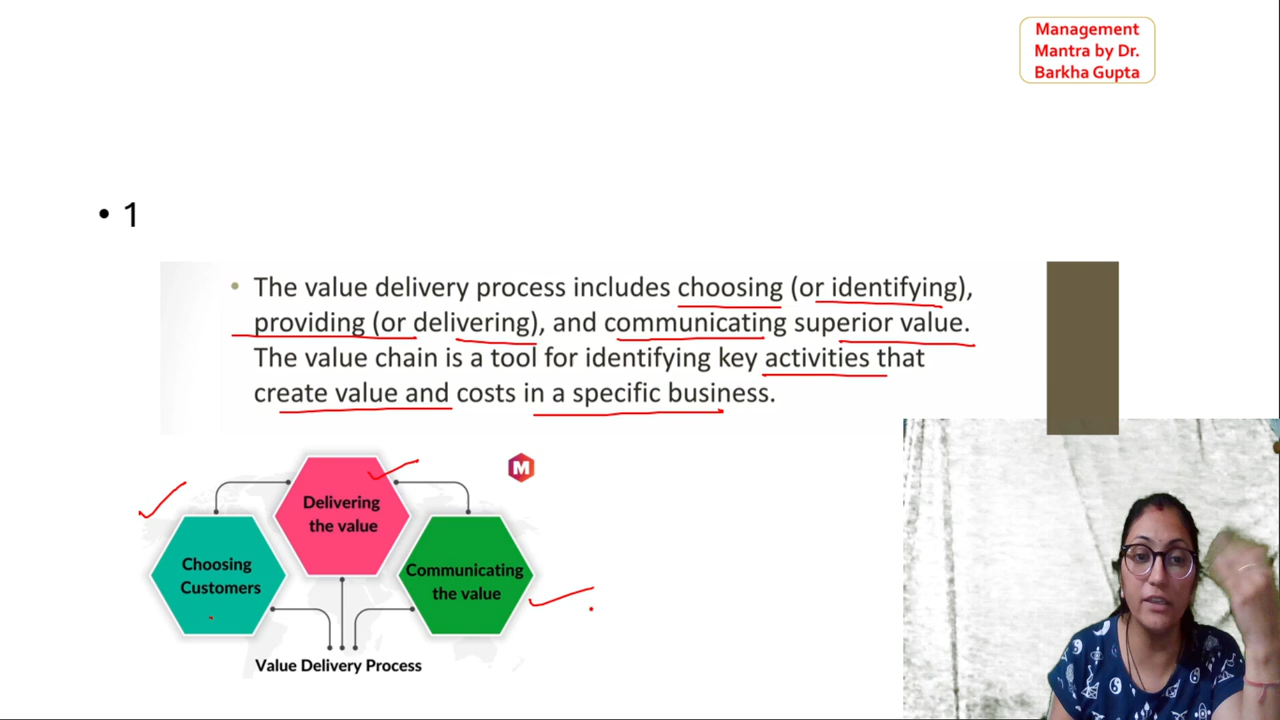 Management
Mantra by Dr.
Barkha Gupta
• 1
• The value delivery process includes choosing (or identifying),
providing (or delivering), and communicating superior value.
The value chain is a tool for identifying key activities that
create value and costs in a specific business.
M
Delivering
the value
Choosing
Customers
Communicating
the value
Value Delivery Process